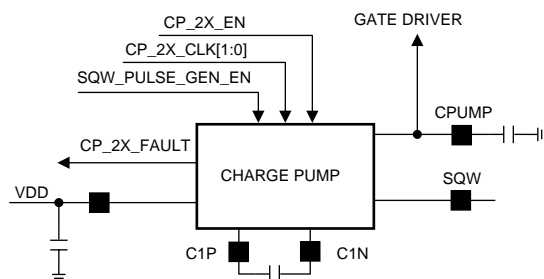 CP_2X_EN
GATE DRIVER
CP_2X_CLK[1:0]
SQW_PULSE_GEN_EN
CPUMP
CP_2X_FAULT
CHARGE PUMP
SQW
VDD
C1P
C1N